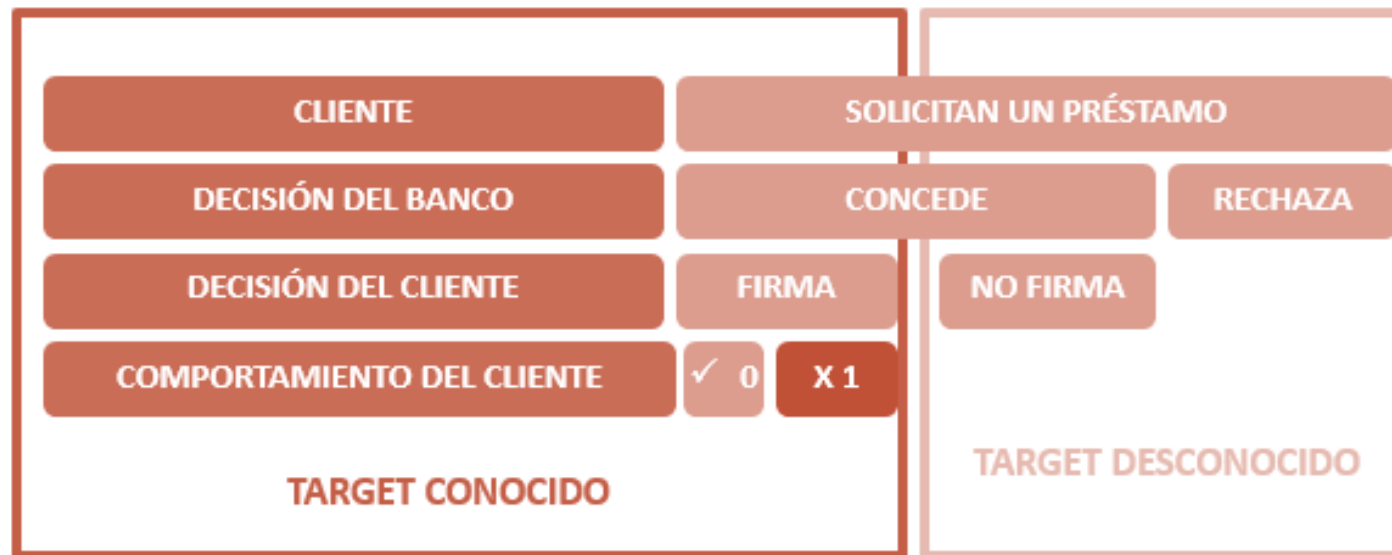 CLIENTE
SOLICITAN UN PRÉSTAMO
DECISIÓN DEL BANCO
CONCEDE
RECHAZA
DECISIÓN DEL CLIENTE
FIRMA
NO FIRMA
COMPORTAMIENTO DEL CLIENTE
✓ 0
X 1
TARGET CONOCIDO
TARGET DESCONOCIDO